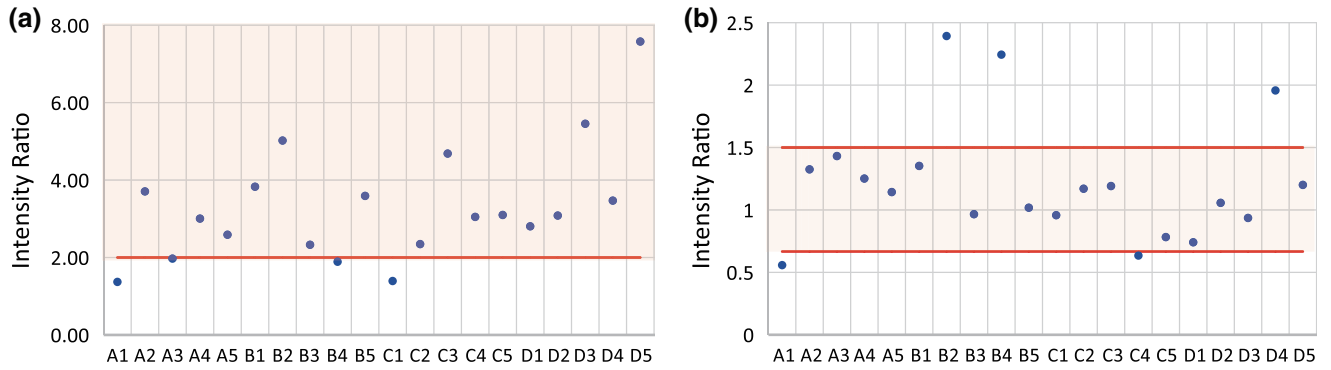 (a)
Intensity Ratio
8.00
6.00
4.00
2.00
0.00
A1 A2 A3 A4 A5 B1 B2 B3 B4 B5 C1 C2 C3 C4 C5 D1 D2 D3 D4 D5
(b)
Intensity Ratio
2.5
2
1.5
1
0.5
0
A1 A2 A3 A4 A5 B1 B2 B3 B4 B5 C1 C2 C3 C4 C5 D1 D2 D3 D4 D5